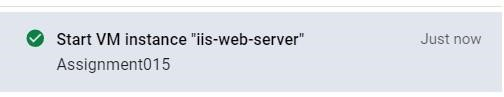 Start VM instance "iis-web-server"
Just now
Assignment015